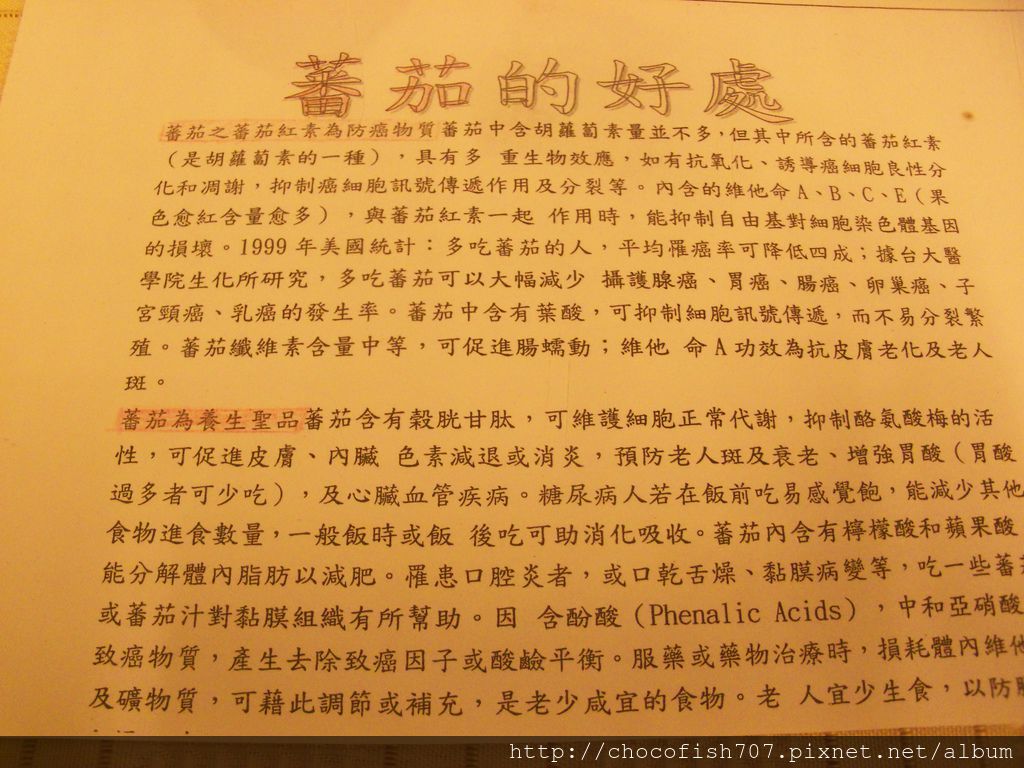 蕃茄的好處
蕃茄之蕃茄紅素為防癌物質蕃茄中含胡蘿蔔素量並不多，但其中所含的蕃茄紅素
（是胡蘿蔔素的一種），具有多 重生物效應，如有抗氧化、誘導癌細胞良性分
化和凋謝，抑制癌細胞訊號傳遞作用及分裂等。內含的維他命A、B、C、E（果
色愈紅含量愈多），與蕃茄紅素一起 作用時，能抑制自由基對細胞染色體基因
的損壞。1999年美國統計：多吃蕃茄的人，平均罹癌率可降低四成；據台大醫
學院生化所研究，多吃蕃茄可以大幅減少 攝護腺癌、胃癌、腸癌、卵巢癌、子
宮頸癌、乳癌的發生率。蕃茄中含有葉酸，可抑制細胞訊號傳遞，而不易分裂繁
殖。蕃茄纖維素含量中等，可促進腸蠕動；維他 命A功效為抗皮膚老化及老人
斑。
蕃茄為養生聖品蕃茄含有穀胱甘肽，可維護細胞正常代謝，抑制酪氨酸梅的活
性，可促進皮膚、內臟 色素減退或消炎，預防老人斑及衰老、增強胃酸（胃酸
過多者可少吃），及心臟血管疾病。糖尿病人若在飯前吃易感覺飽，能減少其他
食物進食數量，一般飯時或飯 後吃可助消化吸收。蕃茄內含有檸檬酸和蘋果酸
能分解體內脂肪以減肥。罹患口腔炎者，或口乾舌燥、黏膜病變等，吃一些蕃
或蕃茄汁對黏膜組織有所幫助。因 含酚酸（Phenalic Acids），中和亞硝酸
致癌物質，產生去除致癌因子或酸鹼平衡。服藥或藥物治療時，損耗體內維他
及礦物質，可藉此調節或補充，是老少咸宜的食物。老 人宜少生食，以防
http://chocofish707.pixnet.net/album